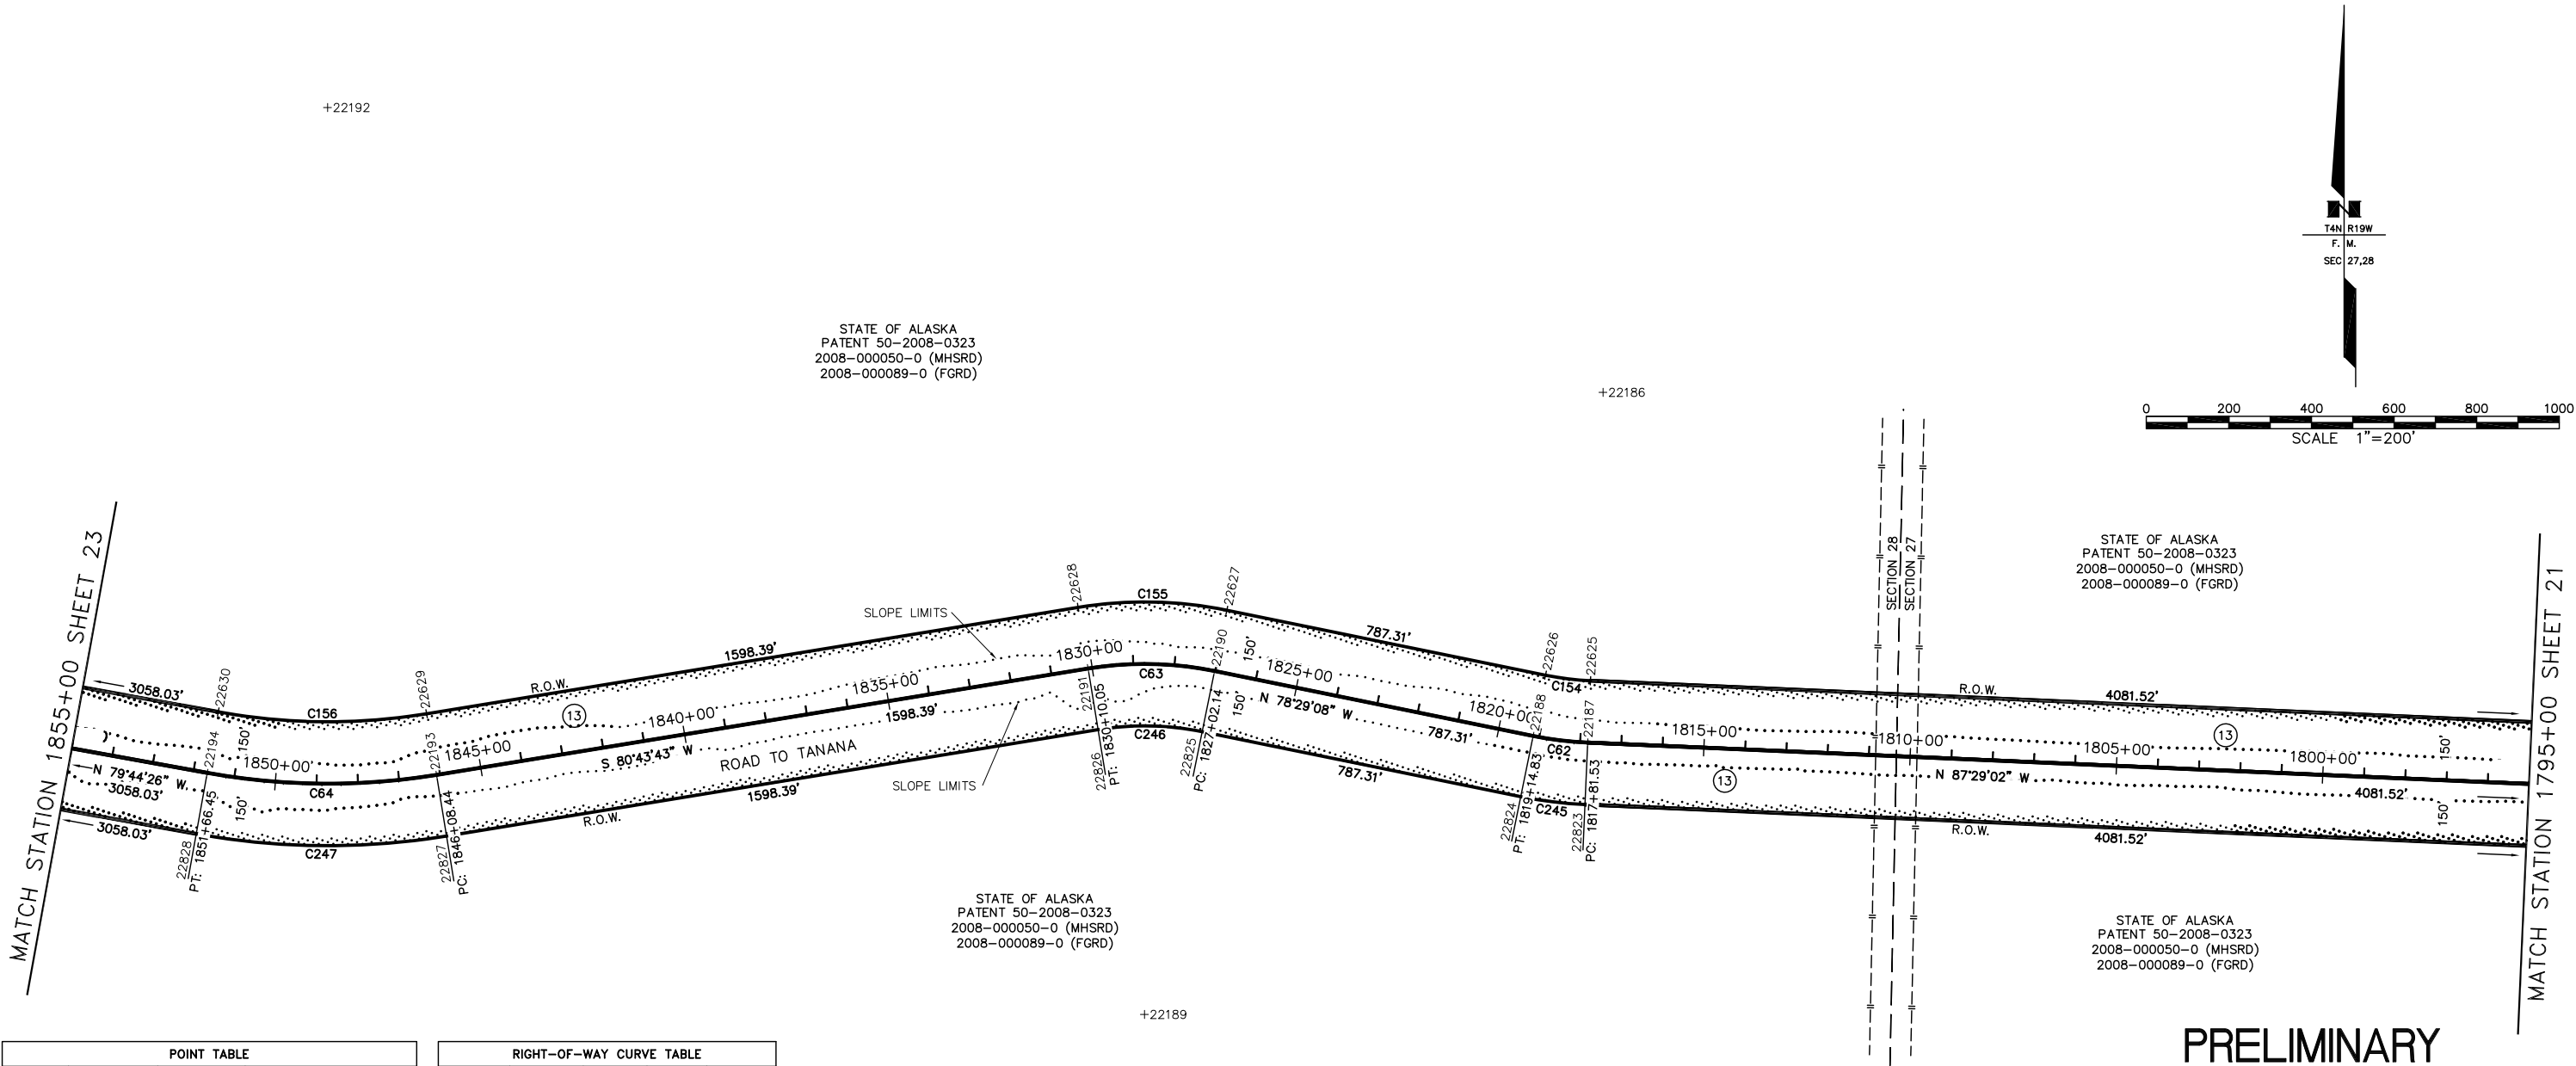 +22192
T4N R19W
F. M.
SEC 27,28
STATE OF ALASKA
PATENT 50-2008-0323
2008-000050-0 (MHSRD)
2008-000089-0 (FGRD)
+22186
0 200 400 600 800 1000
SCALE 1"=200'
MATCH STATION 1855+00 SHEET 23
SECTION 28
SECTION 27
STATE OF ALASKA
PATENT 50-2008-0323
2008-000050-0 (MHSRD)
2008-000089-0 (FGRD)
MATCH STATION 1795+00 SHEET 21
3058.03'
22630
C156
22629
R.O.W.
1598.39'
SLOPE LIMITS
22628
C155
22627
787.31'
22626
22625
C154
R.O.W.
4081.52'
13
13
13
N 79°44'26" W
3058.03'
22194
150'
1850+00
C64
22193
1845+00
1840+00
S 80°43'43" W
1835+00
1598.39'
1830+00
22191
C63
22190
150'
1825+00
N 78°29'08" W
787.31'
1820+00
22188
C62
22187
1815+00
1810+00
N 87°29'02" W
1805+00
1800+00
4081.52'
150'
150'
3058.03'
22828
PT: 1851+66.45
150'
C247
22827
PC: 1846+08.44
R.O.W.
ROAD TO TANANA
1598.39'
SLOPE LIMITS
22826
PT: 1830+10.05
C246
22825
PC: 1827+02.14
150'
787.31'
22824
PT: 1819+14.83
C245
22823
PC: 1817+81.53
R.O.W.
4081.52'
STATE OF ALASKA
PATENT 50-2008-0323
2008-000050-0 (MHSRD)
2008-000089-0 (FGRD)
STATE OF ALASKA
PATENT 50-2008-0323
2008-000050-0 (MHSRD)
2008-000089-0 (FGRD)
+22189
PRELIMINARY
POINT TABLE
RIGHT-OF-WAY CURVE TABLE